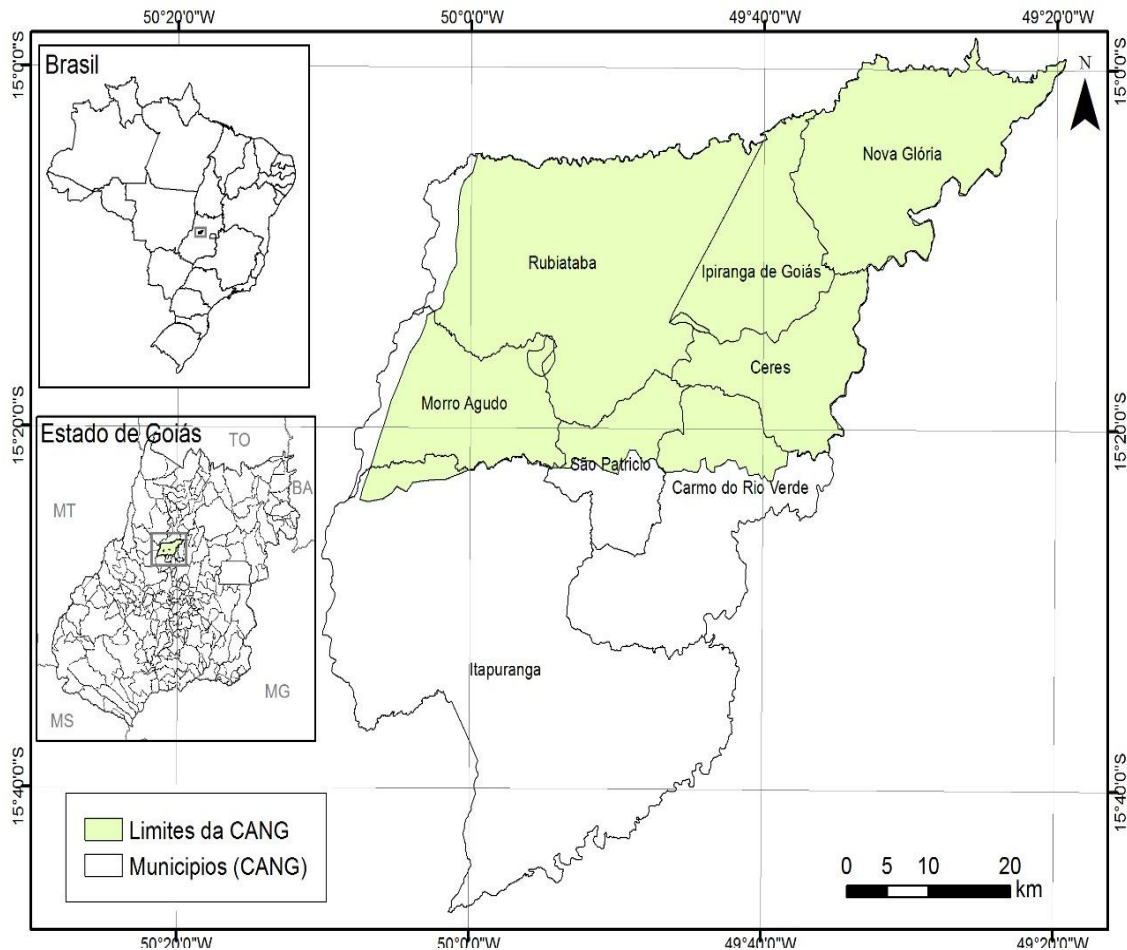 50°20'0"W 50°0'0"W 49°40'0"W 49°20'0"W
15°0'0"S
15°0'0"S
N
Brasil
Nova Glória
Rubiataba
Ipiranga de Goiás
Ceres
Morro Agudo
15°20'0"S
15°20'0"S
Estado de Goiás
TO
São Patricio
BA
Carmo do Rio Verde
MT
Itapuranga
MG
MS
15°40'0"S
15°40'0"S
Limites da CANG
Municipios (CANG)
0 5 10 20
km
50°20'0"W 50°0'0"W 49°40'0"W 49°20'0"W